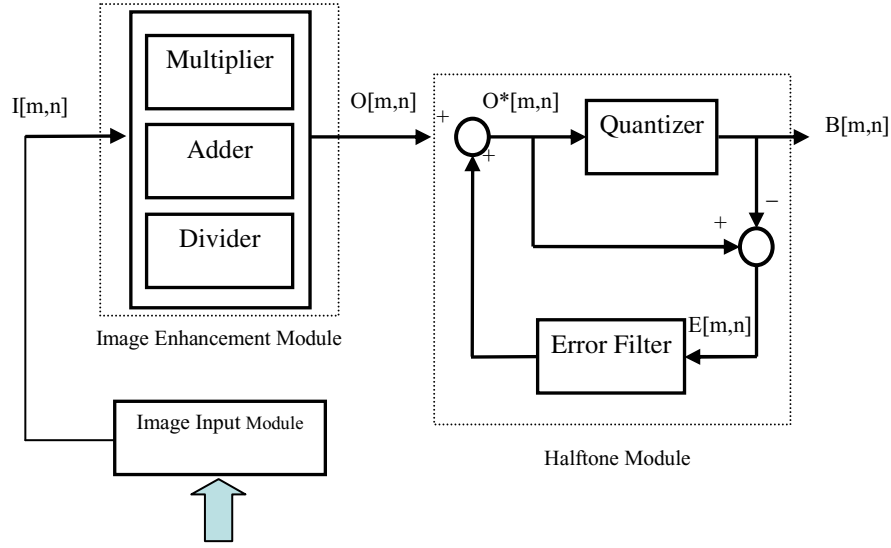 Multiplier
I[m,n]
O[m,n]
+
O*[m,n]
Quantizer
B[m,n]
Adder
+
Divider
+
−
Image Enhancement Module
Error Filter
E[m,n]
Image Input Module
Halftone Module